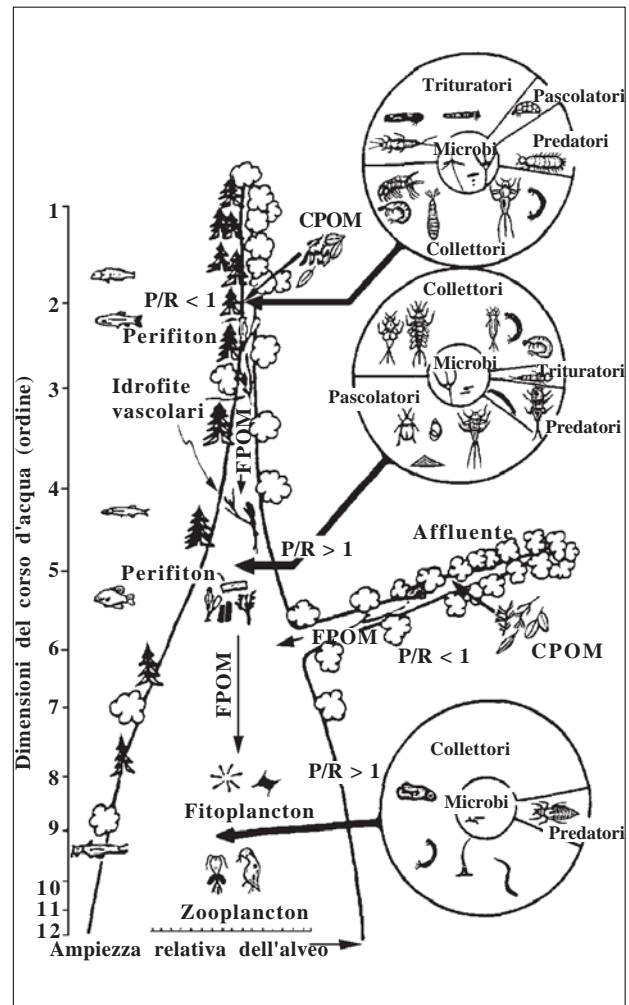 Trituratori
Pascolatori
Predatori
Microbi
Collettori
1
CPOM
P/R < 1
2
Perifiton
Collettori
Microbi
Trituratori
Predatori
Pascolatori
3
Idrofite
vascolari
FPOM
4
Dimensioni del corso d'acqua (ordine)
P/R > 1
Affluente
5
Perifiton
FPOM
P/R < 1
CPOM
6
FPOM
7
P/R > 1
Collettori
Microbi
Predatori
8
Fitoplancton
9
10
Zooplancton
11
12
Ampiezza relativa dell'alveo